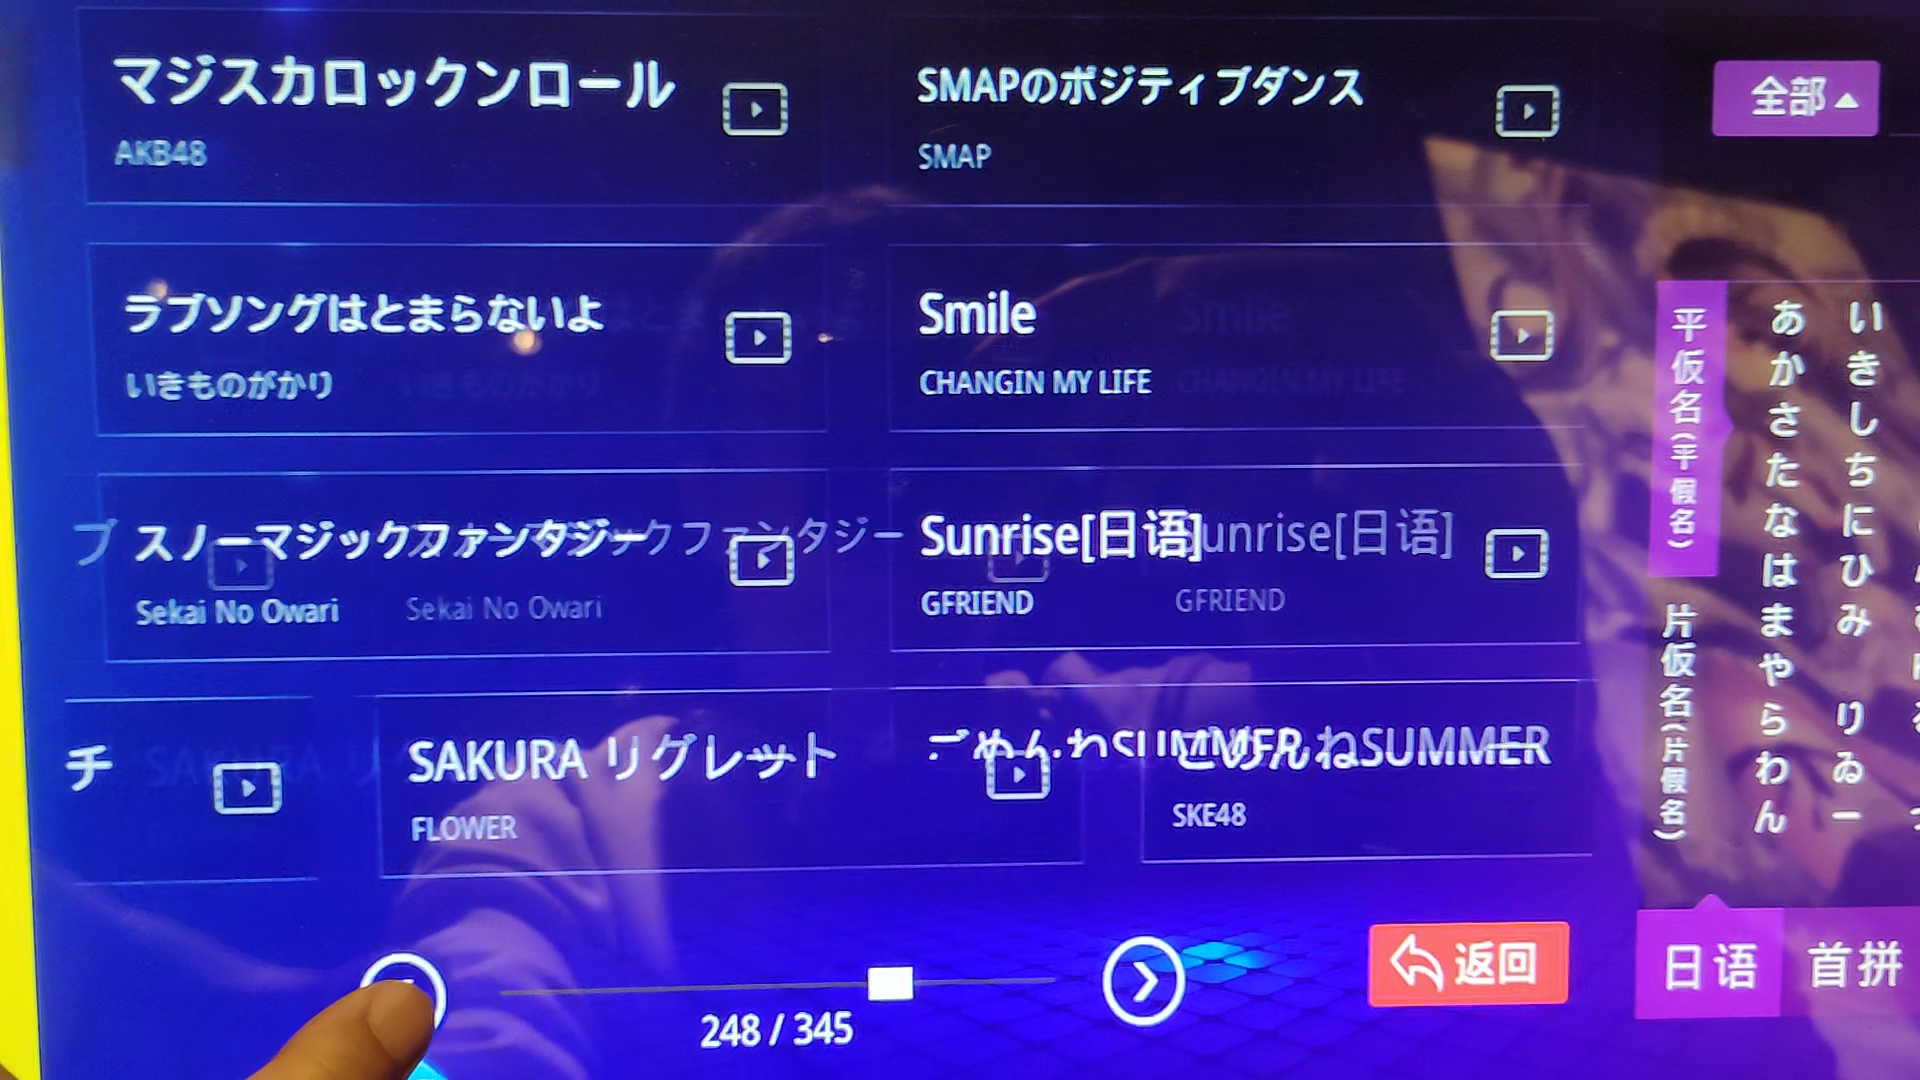 マジスカロックンロール
AKB48
SMAPのポジティブダンス
SMAP
全部
ラブソングはとまらないよ
いきものがかり
Smile
CHANGIN MY LIFE
スノーマジックファンタジー
Sekai No Owari
Sekai No Owari
Sunrise[日语]
GFRIEND
GFRIEND
チ
SAKURA リグレット
FLOWER
ごめんねSUMMER
SKE48
平仮名(平假名)
片仮名(片假名)
あかさたなはまやらわん
いきしちにひみ りゐー
248 / 345
返回
日语
首拼